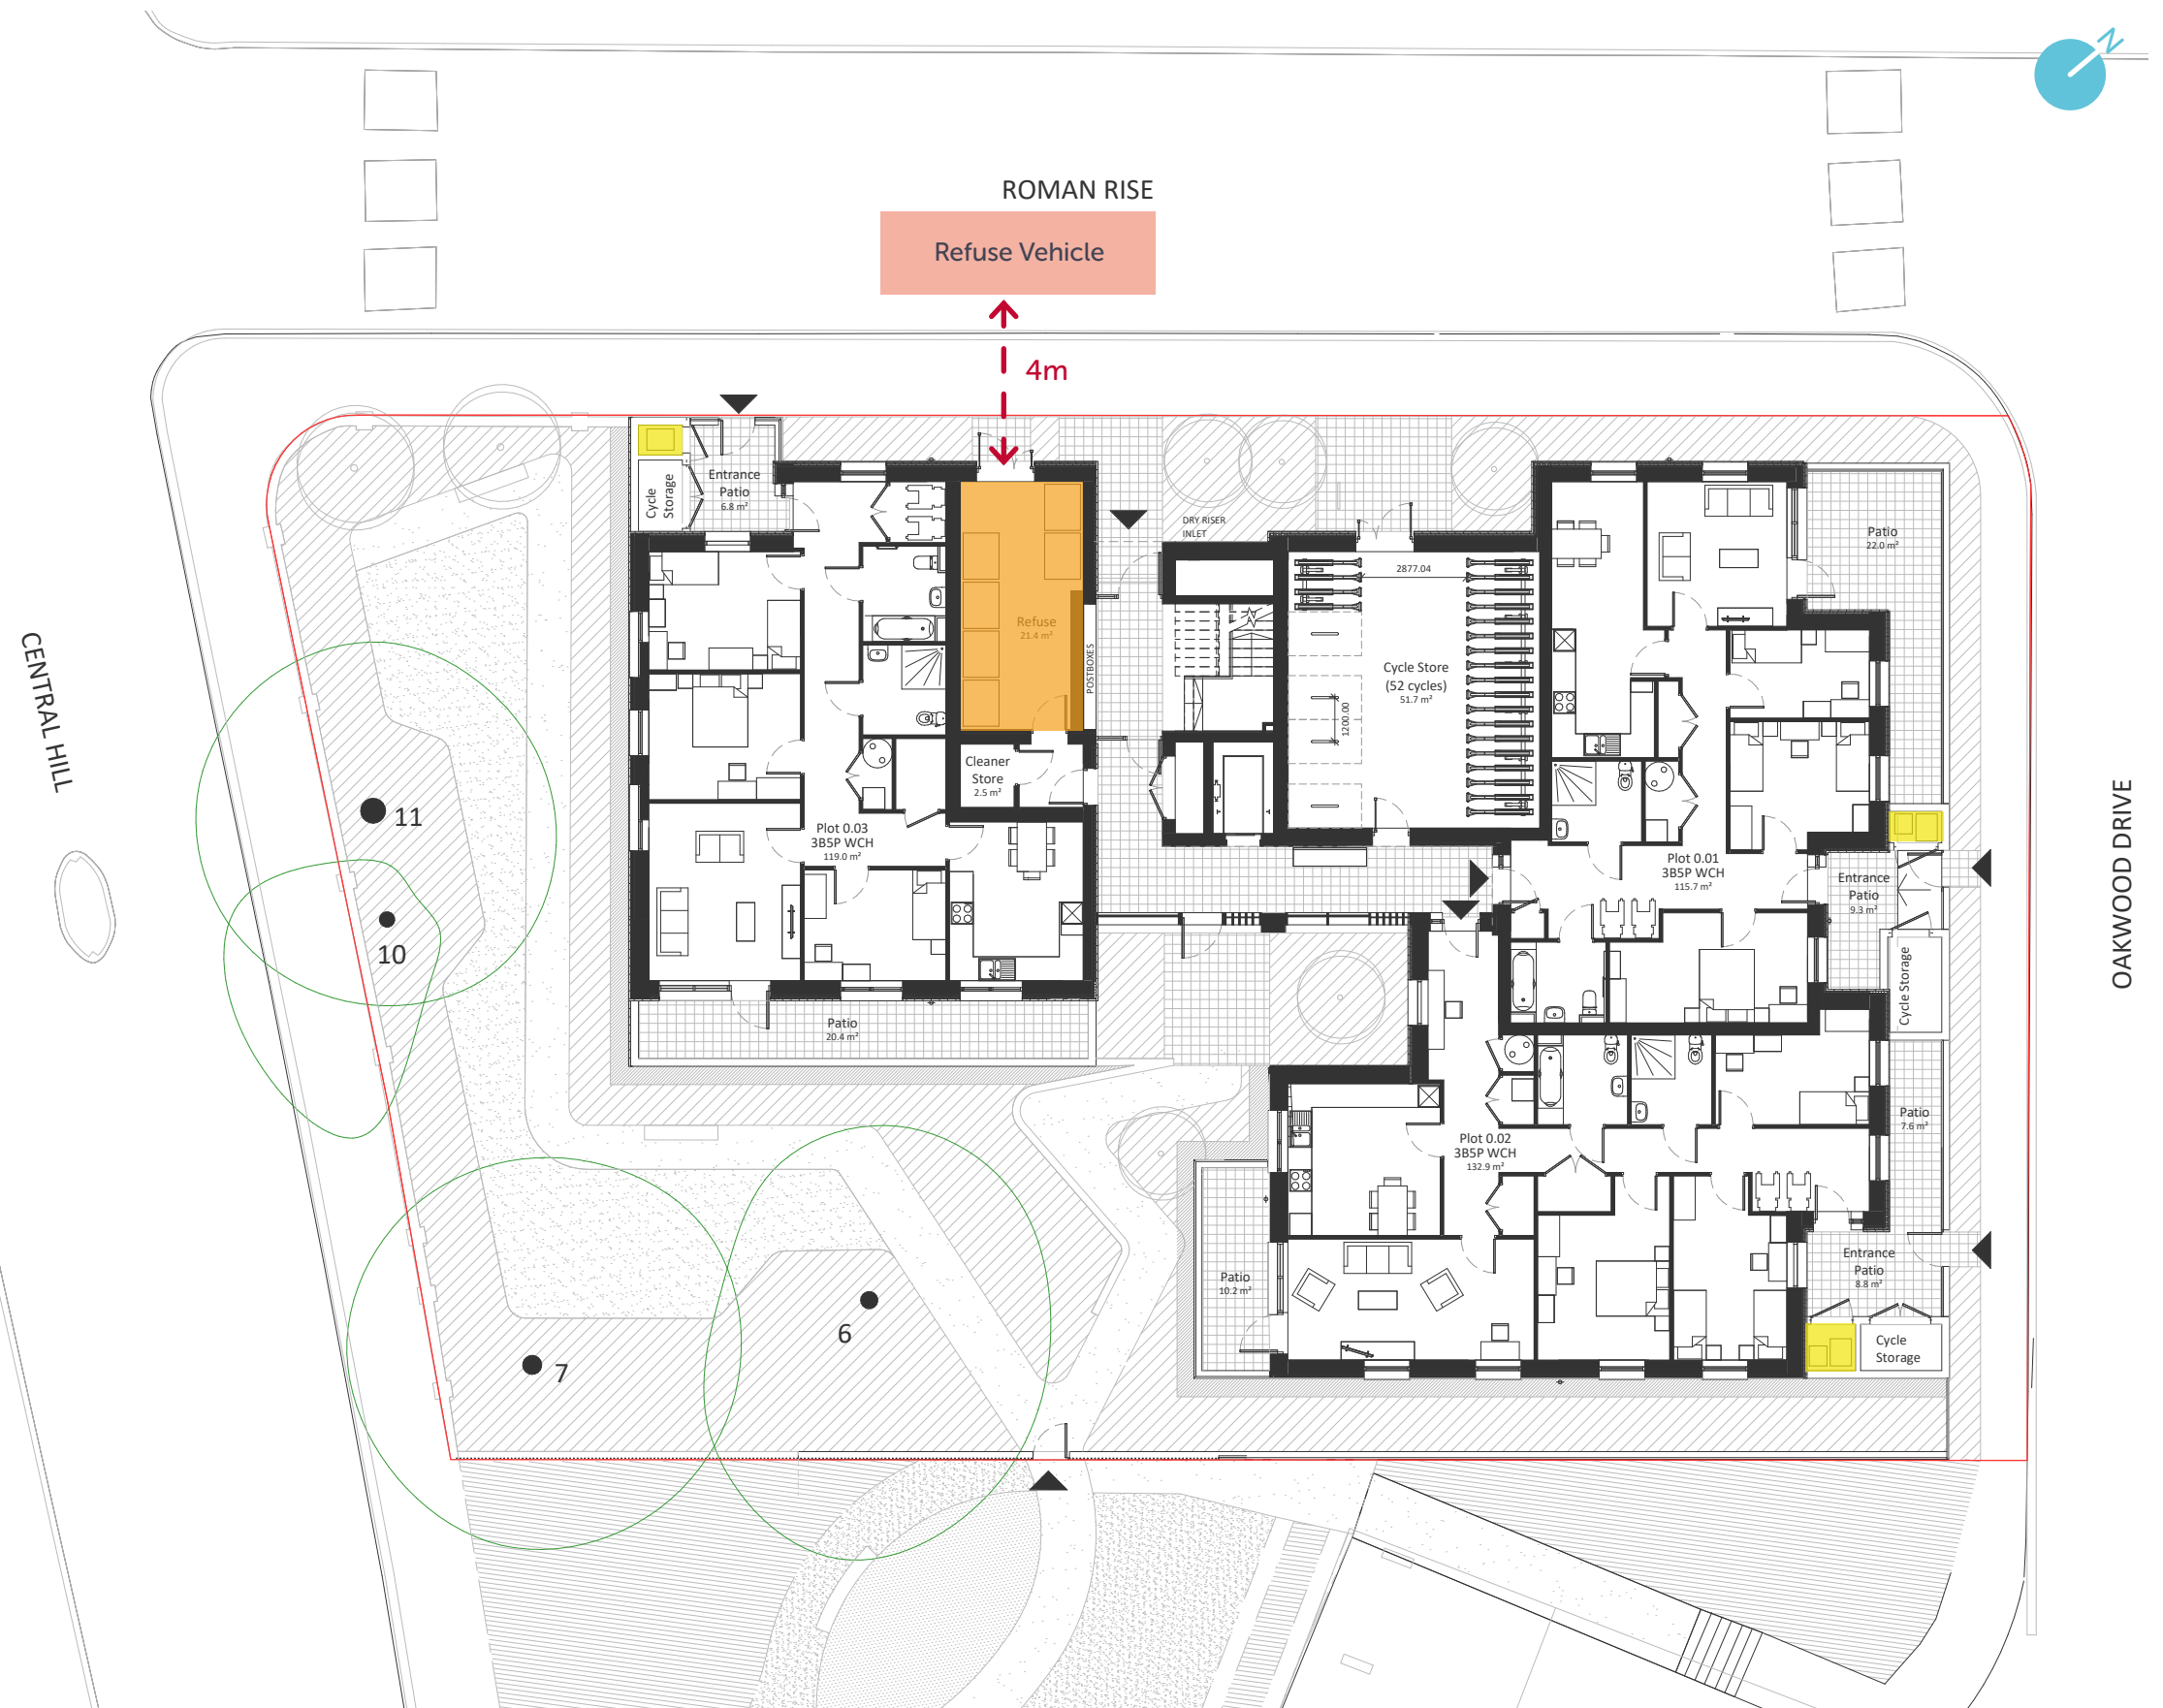 N
ROMAN RISE
Refuse Vehicle
4m
Cycle
Storage
Entrance
Patio
6.8 m²
DRY RISER
INLET
Patio
22.0 m²
2877.04
Refuse
21.4 m²
POSTBOXES
Cycle Store
(52 cycles)
51.7 m²
1200.00
CENTRAL HILL
11
10
Cleaner
Store
2.5 m²
Plot 0.03
3B5P WCH
119.0 m²
Plot 0.01
3B5P WCH
115.7 m²
Entrance
Patio
9.3 m²
OAKWOOD DRIVE
Cycle Storage
Patio
20.4 m²
Patio
7.6 m²
Plot 0.02
3B5P WCH
132.9 m²
Patio
10.2 m²
Entrance
Patio
8.8 m²
6
7
Cycle
Storage